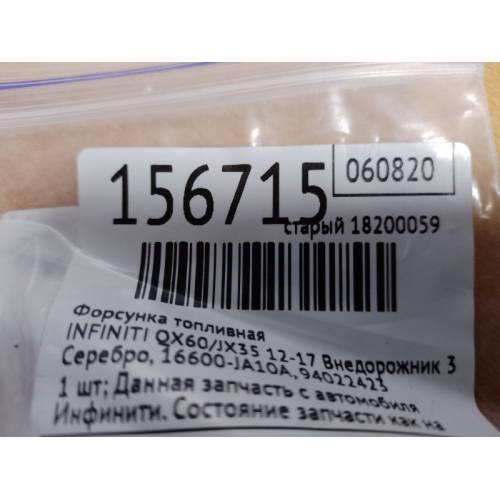 156715
060820
старый 18200059
Форсунка топливная
INFINITI QX60/JX35 12-17 Внедорожник 3
Серебро, 16600-JA10A, 94022423
1 шт; Данная запчасть с автомобиля
Инфинити. Состояние запчасти как на